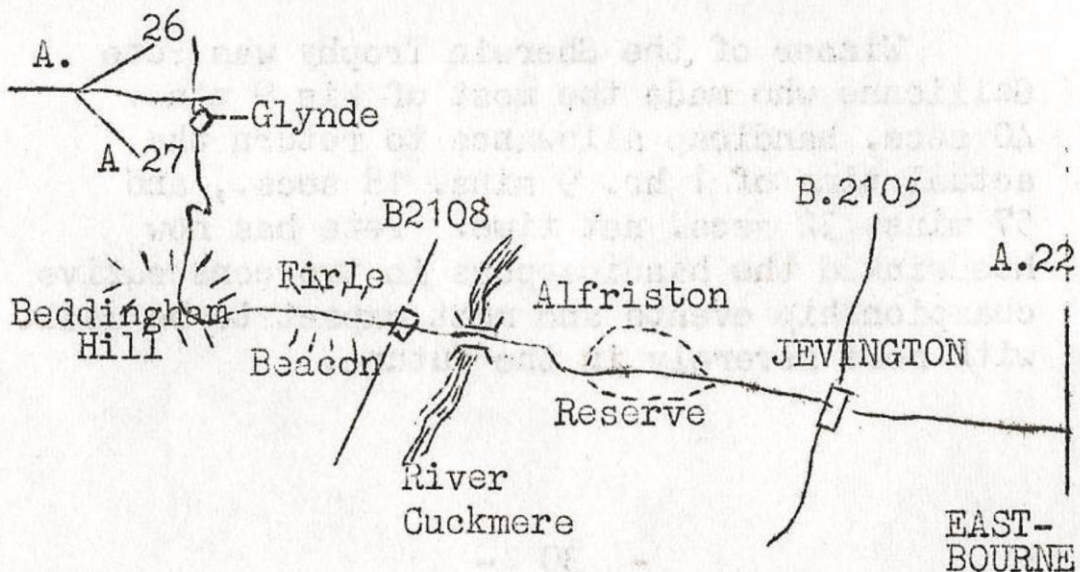 A. 26
Glynde
A 27
B2108
B.2105
A.22
Firle
Alfriston
Beddingham
Hill
Beacon
JEVINGTON
Reserve
River
Cuckmere
EAST-
BOURNE